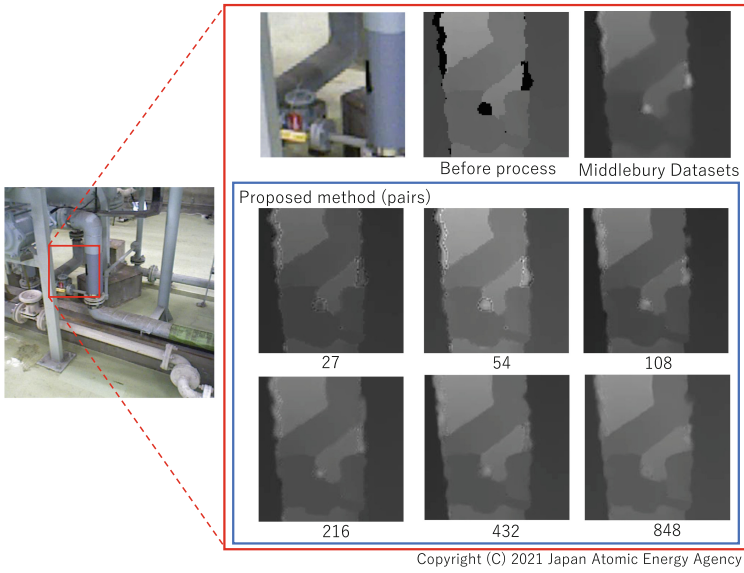 Before process
Middlebury Datasets
Proposed method (pairs)
27
54
108
216
432
848
Copyright (C) 2021 Japan Atomic Energy Agency